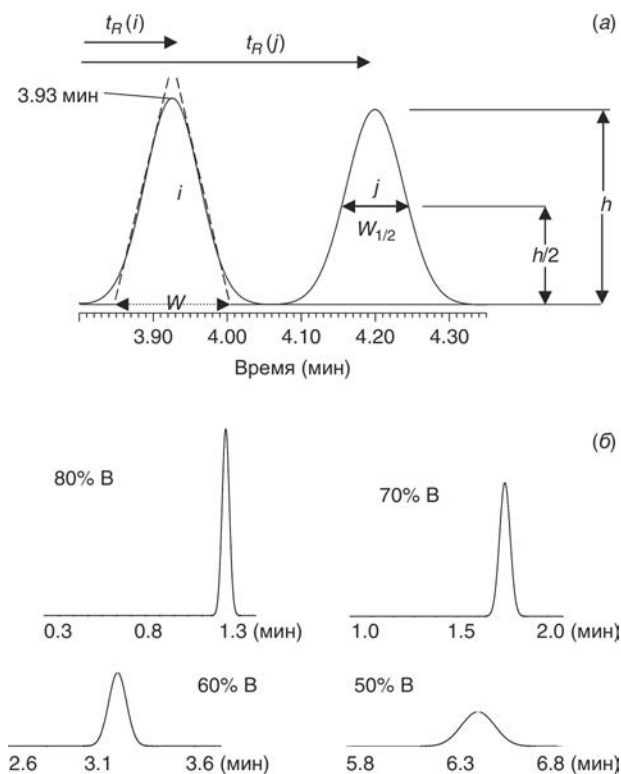 t_R(i)
(а)
t_R(j)
3.93 мин
i
j
W_{1/2}
h
h/2
W
3.90 4.00 4.10 4.20 4.30
Время (мин)
(б)
80% B
70% B
0.3 0.8 1.3 (мин)
1.0 1.5 2.0 (мин)
60% B
50% B
2.6 3.1 3.6 (мин)
5.8 6.3 6.8 (мин)